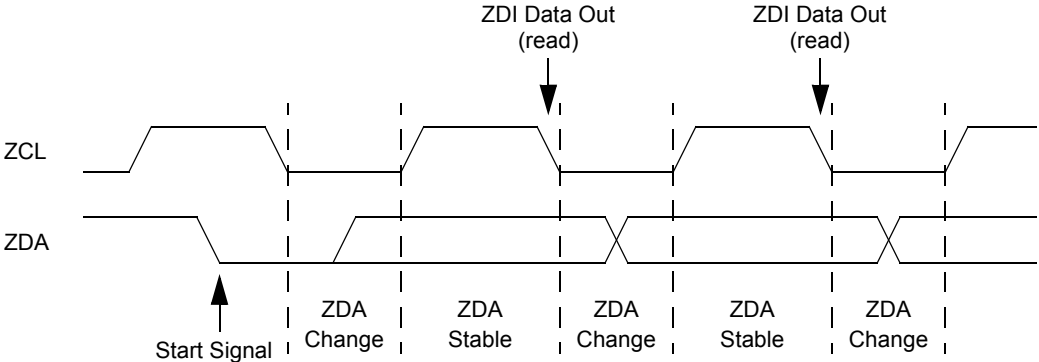 ZDI Data Out
(read)
ZDI Data Out
(read)
ZCL
ZDA
ZDA
Change
ZDA
Stable
ZDA
Change
ZDA
Stable
ZDA
Change
Start Signal